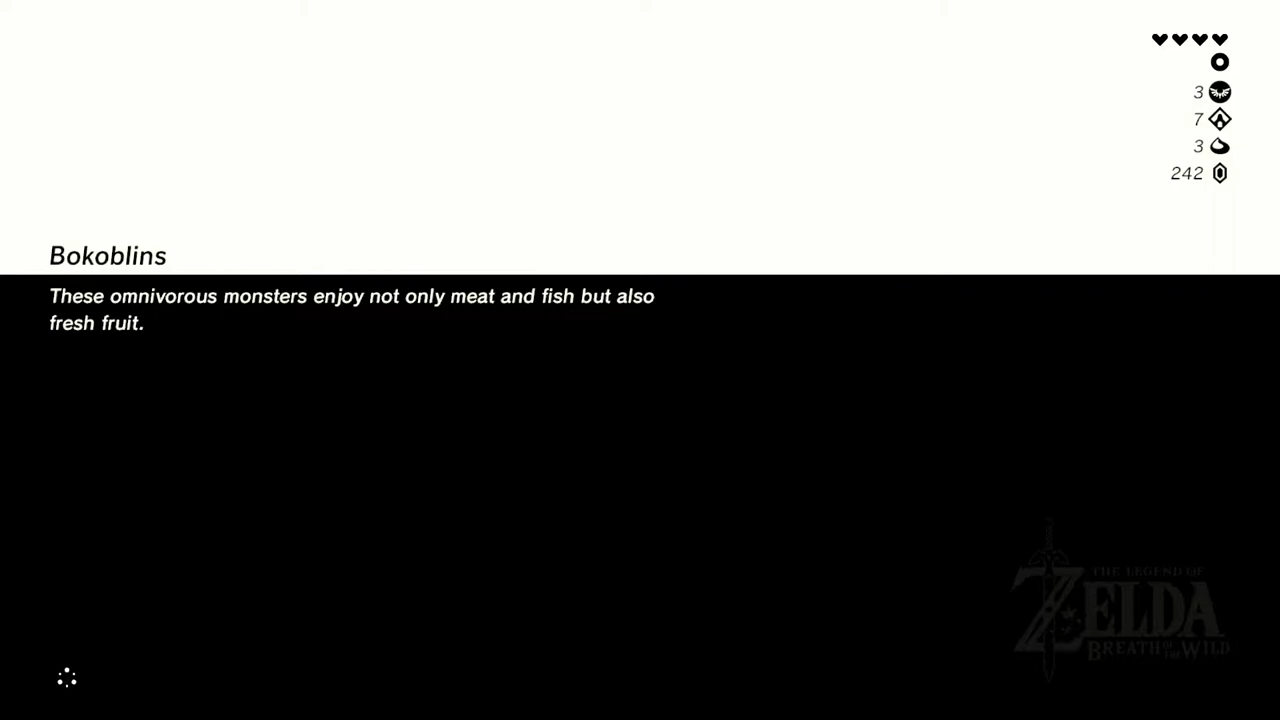 3
7
3
242
Bokoblins
These omnivorous monsters enjoy not only meat and fish but also
fresh fruit.
THE LEGEND OF
ZELDA
BREATH OF THE WILD